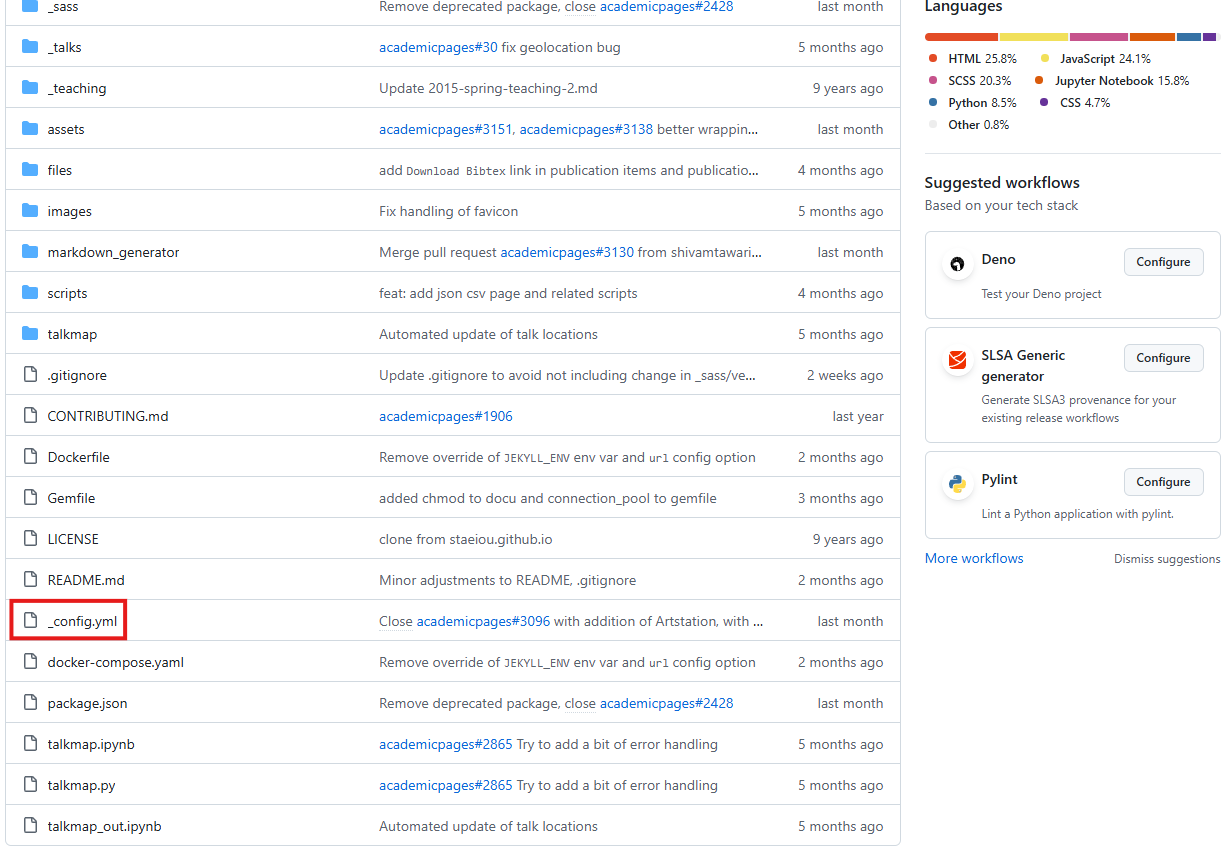 _sass Remove deprecated package, close academicpages#2428 last month
_talks academicpages#30 fix geolocation bug 5 months ago
_teaching Update 2015-spring-teaching-2.md 9 years ago
assets academicpages#3151, academicpages#3138 better wrappin... last month
files add Download Bibtex link in publication items and publicatio... 4 months ago
images Fix handling of favicon 5 months ago
markdown_generator Merge pull request academicpages#3130 from shivamtawari... last month
scripts feat: add json csv page and related scripts 4 months ago
talkmap Automated update of talk locations 5 months ago
.gitignore Update .gitignore to avoid not including change in _sass/ve... 2 weeks ago
CONTRIBUTING.md academicpages#1906 last year
Dockerfile Remove override of JEKYLL_ENV env var and url config option 2 months ago
Gemfile added chmod to docu and connection_pool to gemfile 3 months ago
LICENSE clone from staeiou.github.io 9 years ago
README.md Minor adjustments to README, .gitignore 2 months ago
_config.yml Close academicpages#3096 with addition of Artstation, with ... last month
docker-compose.yaml Remove override of JEKYLL_ENV env var and url config option 2 months ago
package.json Remove deprecated package, close academicpages#2428 last month
talkmap.ipynb academicpages#2865 Try to add a bit of error handling 5 months ago
talkmap.py academicpages#2865 Try to add a bit of error handling 5 months ago
talkmap_out.ipynb Automated update of talk locations 5 months ago
Languages
HTML 25.8% JavaScript 24.1%
SCSS 20.3% Jupyter Notebook 15.8%
Python 8.5% CSS 4.7%
Other 0.8%
Suggested workflows
Based on your tech stack
Deno Configure
Test your Deno project
SLSA Generic Configure
generator
Generate SLSA3 provenance for your
existing release workflows
Pylint Configure
Lint a Python application with pylint.
More workflows Dismiss suggestions